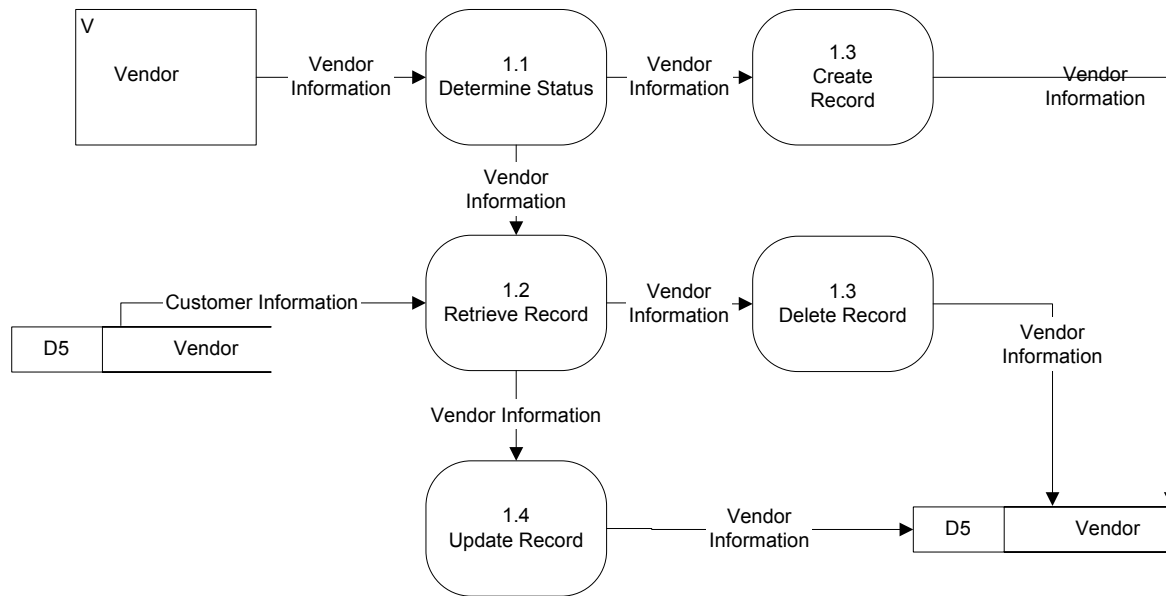 V
Vendor
Vendor
Information
1.1
Determine Status
Vendor
Information
1.3
Create
Record
Vendor
Information
Vendor
Information
Customer Information
1.2
Retrieve Record
Vendor
Information
1.3
Delete Record
Vendor
Information
D5
Vendor
Vendor Information
1.4
Update Record
Vendor
Information
D5
Vendor